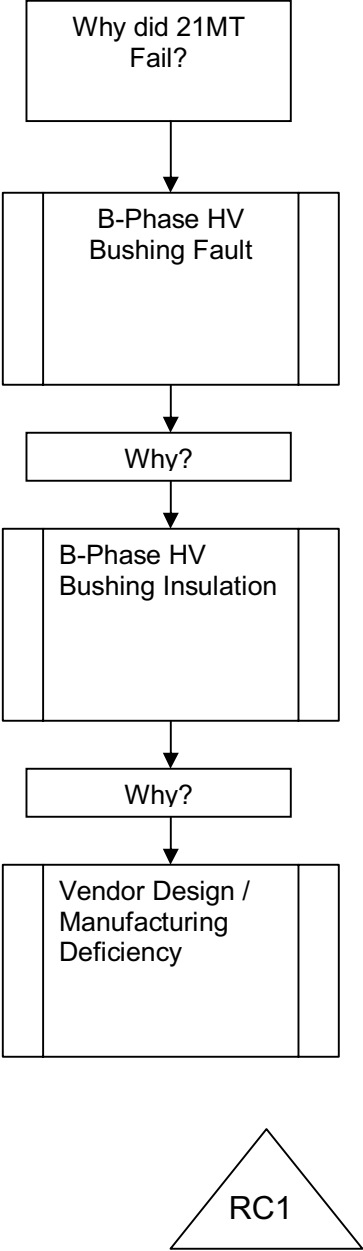 Why did 21MT
Fail?
B-Phase HV
Bushing Fault
Why?
B-Phase HV
Bushing Insulation
Why?
Vendor Design /
Manufacturing
Deficiency
RC1